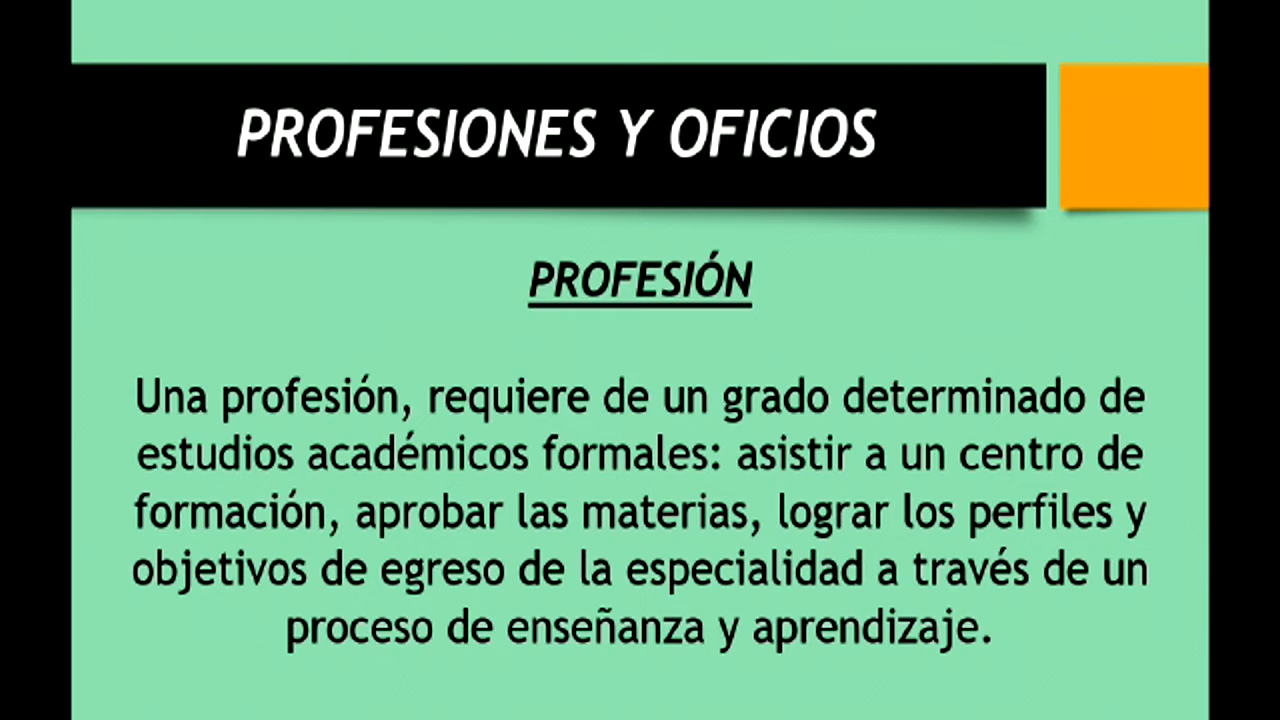 PROFESIONES Y OFICIOS
PROFESIÓN
Una profesión, requiere de un grado determinado de
estudios académicos formales: asistir a un centro de
formación, aprobar las materias, lograr los perfiles y
objetivos de egreso de la especialidad a través de un
proceso de enseñanza y aprendizaje.